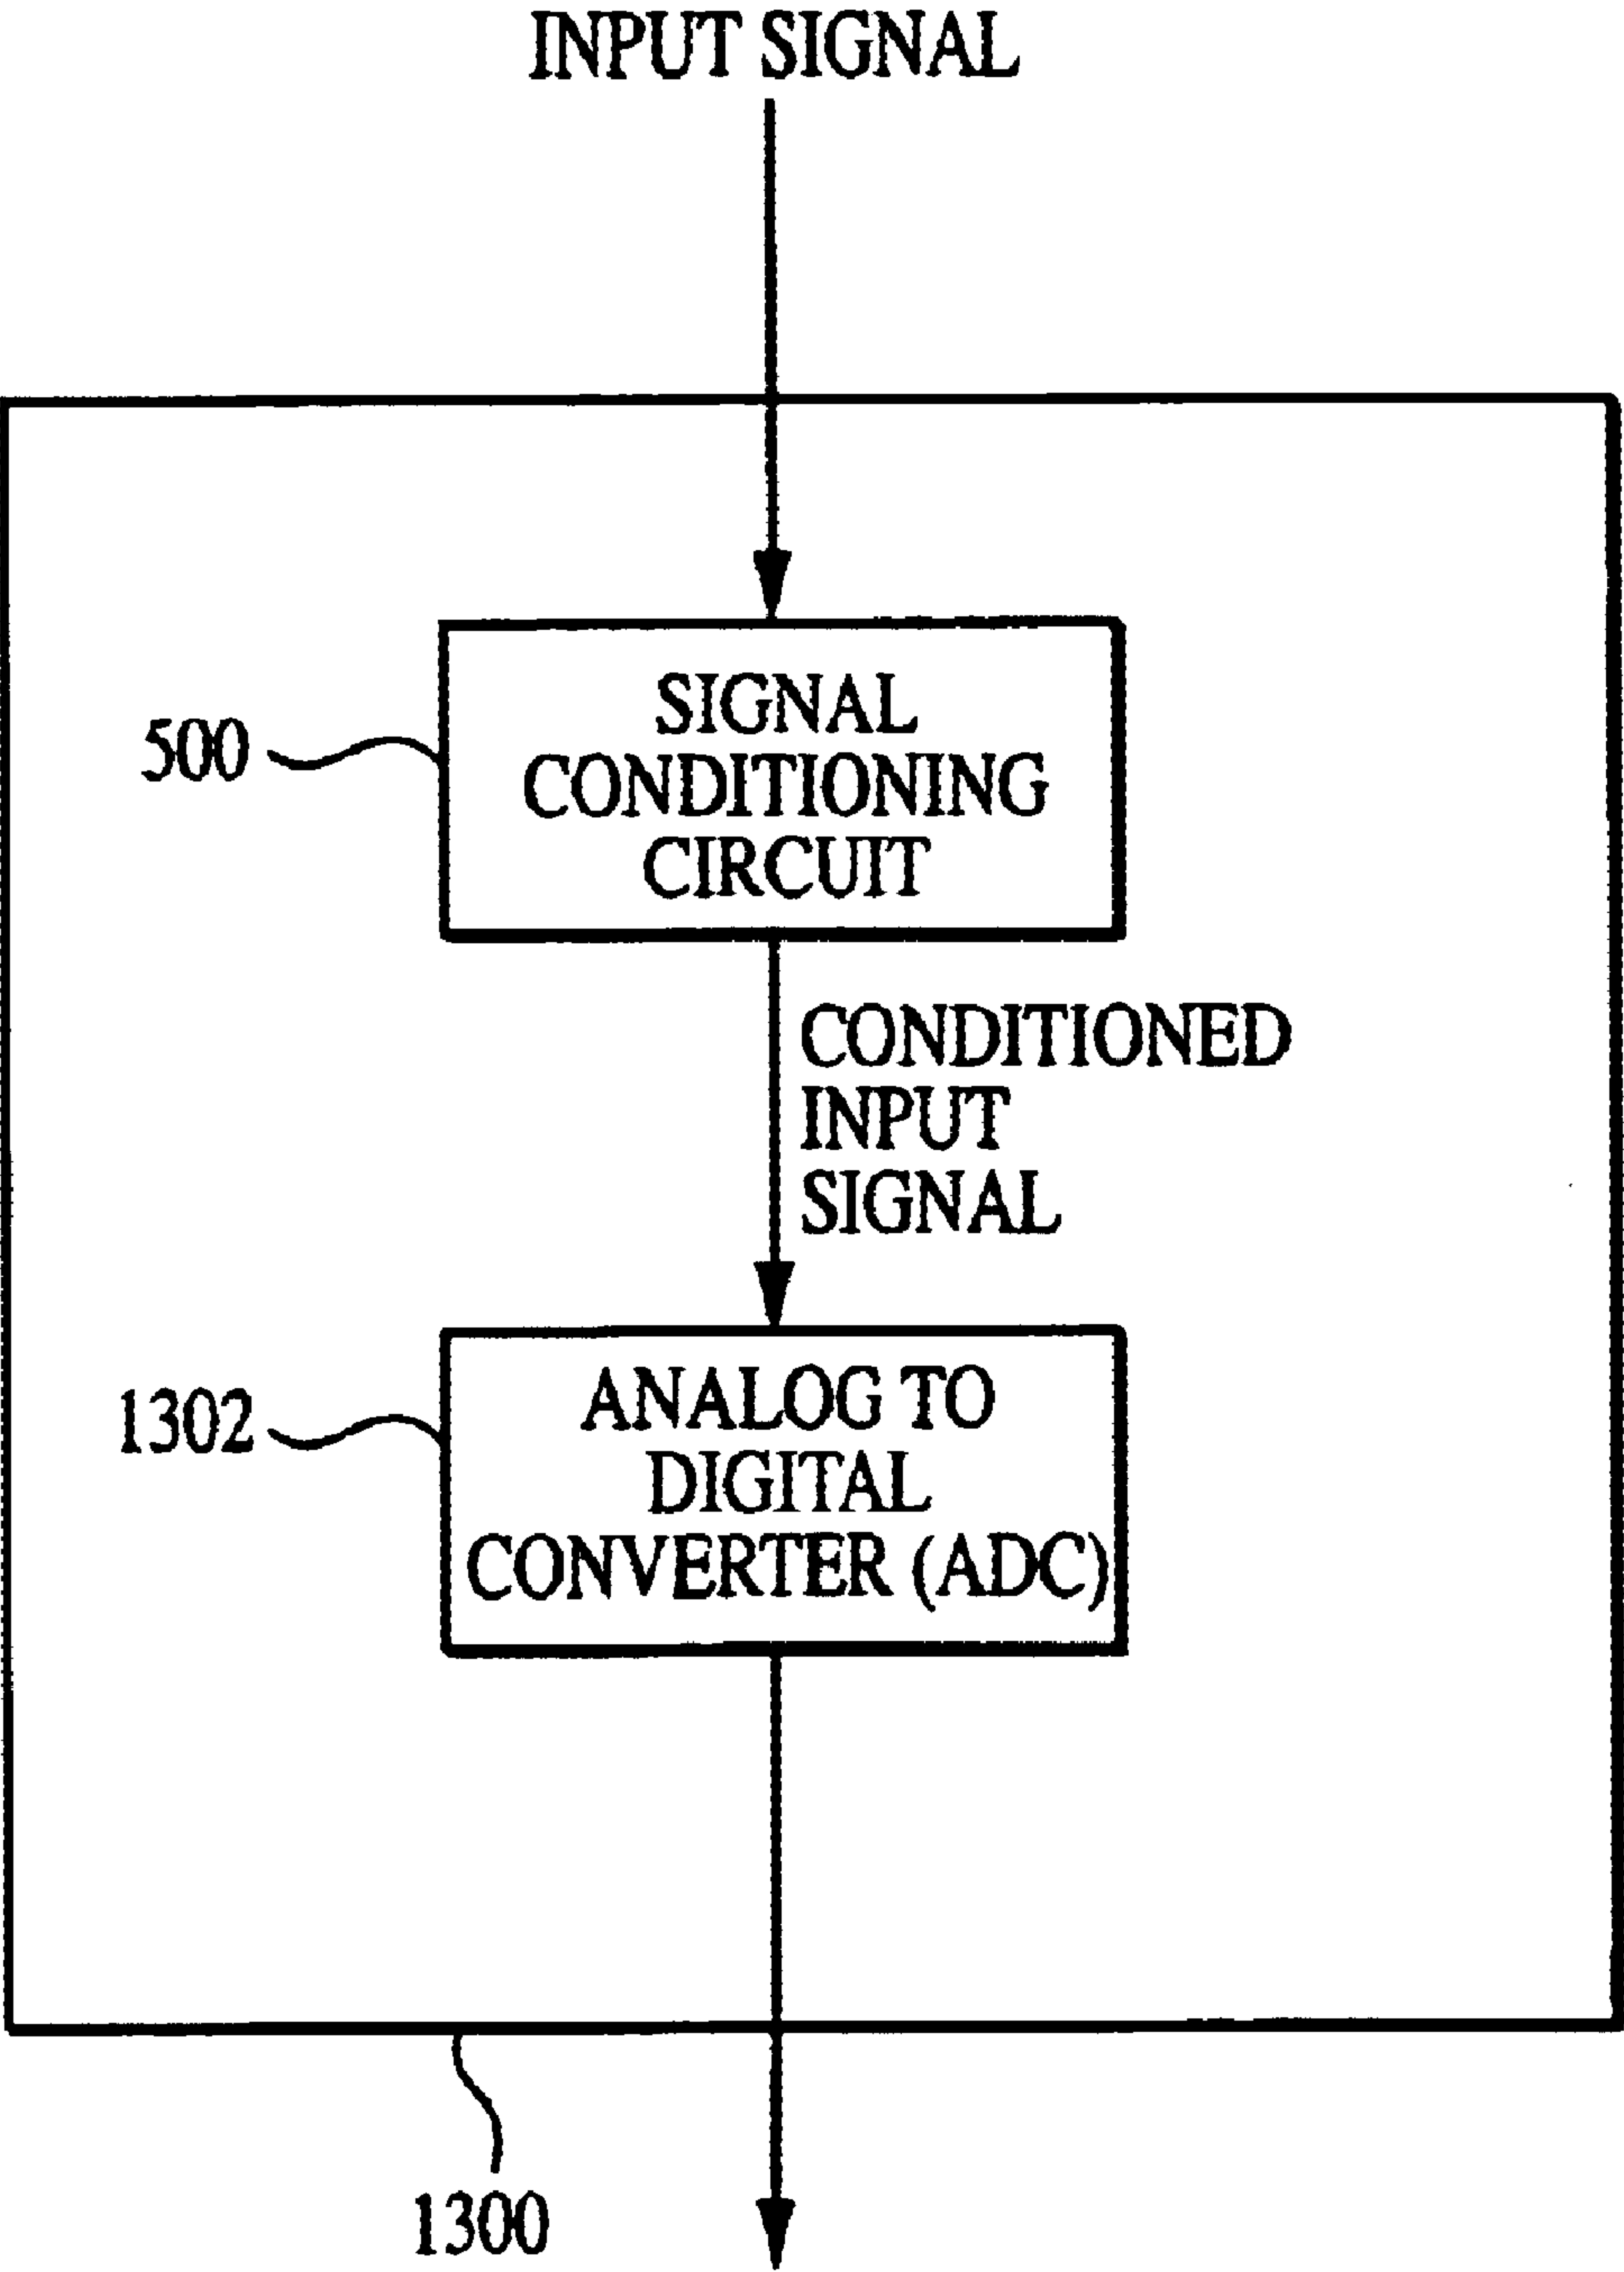 INPUT SIGNAL
500
SIGNAL
CONDITIONING
CIRCUIT
CONDITIONED
INPUT
SIGNAL
1302
ANALOG TO
DIGITAL
CONVERTER (ADC)
1300